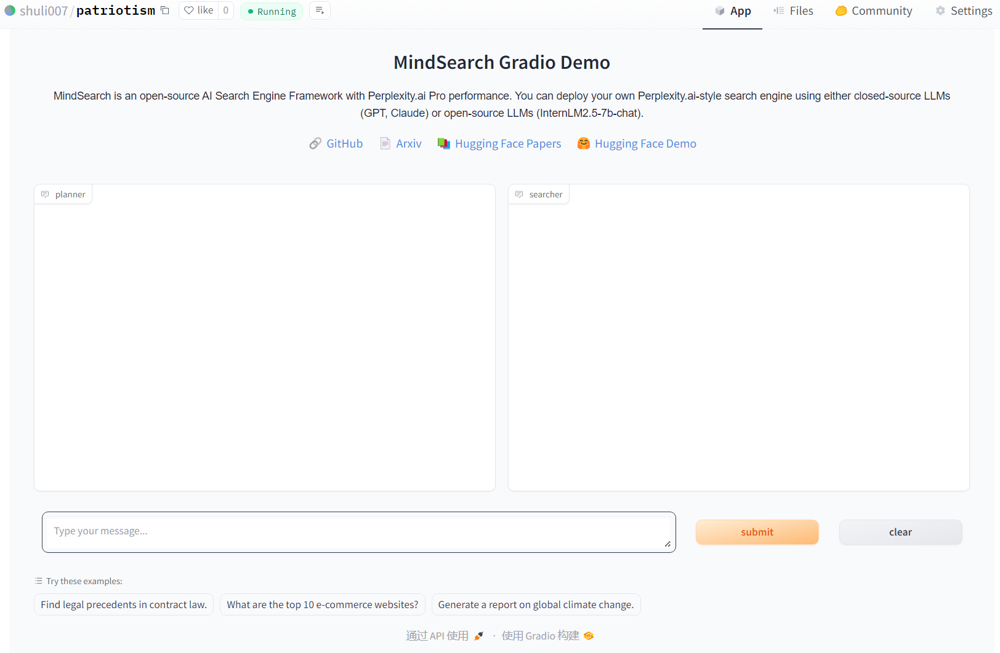 shuli007/patriotism like 0 Running App Files Community Settings
MindSearch Gradio Demo
MindSearch is an open-source AI Search Engine Framework with Perplexity.ai Pro performance. You can deploy your own Perplexity.ai-style search engine using either closed-source LLMs
(GPT, Claude) or open-source LLMs (InternLM2.5-7b-chat).
GitHub Arxiv Hugging Face Papers Hugging Face Demo
planner searcher
Type your message... submit clear
Try these examples:
Find legal precedents in contract law. What are the top 10 e-commerce websites? Generate a report on global climate change.
通过 API 使用 · 使用 Gradio 构建